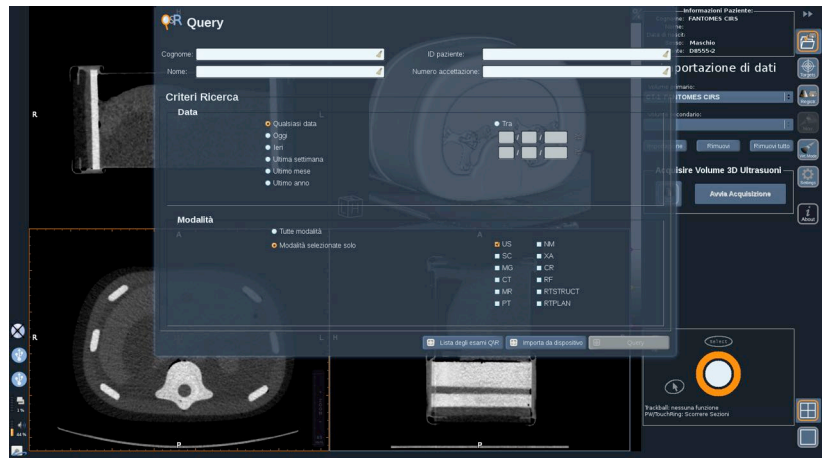 Query
Cognome:
ID paziente:
Nome:
Numero accettazione:
Criteri Ricerca
Data
Qualsiasi data
Oggi
Ieri
Ultima settimana
Ultimo mese
Ultimo anno
Tra
Modalità
Tutte modalità
Modalità selezionate solo
US
NM
SC
XA
MG
CR
CT
RF
MR
RTSTRUCT
PT
RTPLAN
Lista degli esami Q\R
Importa da dispositivo
Query
Informazioni Paziente:
FANTOMES CIRS
Maschio
D8555-2
portazione di dati
FANTOMES CIRS
Rimuovi
Rimuovi tutto
Acquisire Volume 3D Ultrasuoni
Avvia Acquisizione
Targets
Region
Settings
About
SELECT
Trackball: nessuna funzione
PW/TouchRing: Scorrere Sezioni
R
L
A
A
R
L
H
P
P
1%